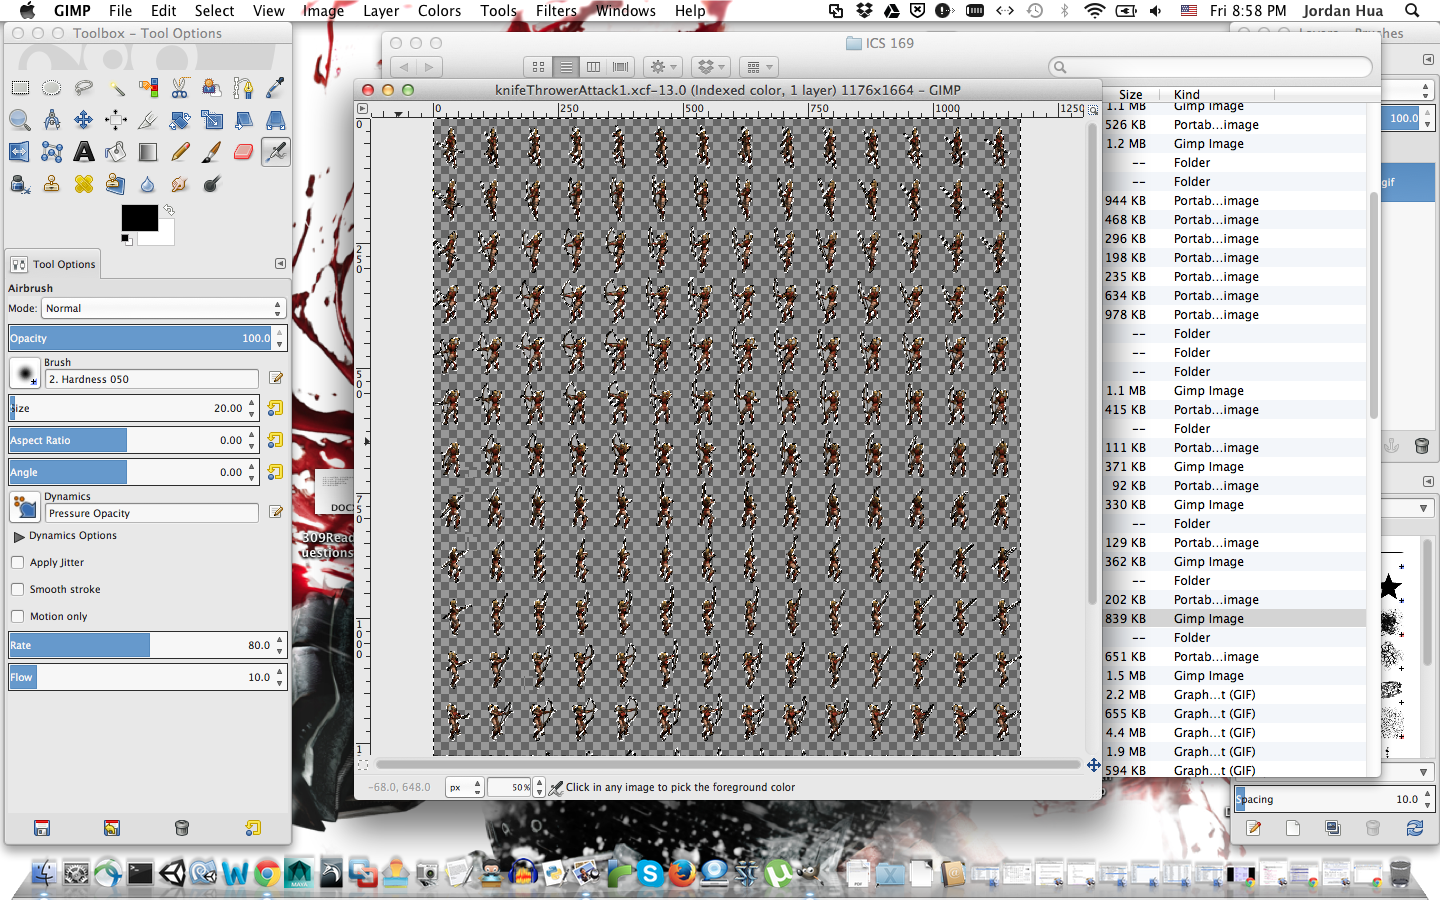 GIMP File Edit Select View Image Layer Colors Tools Filters Windows Help Fri 8:58 PM Jordan Hua
Toolbox - Tool Options
Tool Options
Airbrush
Mode: Normal
Opacity 100.0
Brush
2. Hardness 050
Size 20.00
Aspect Ratio 0.00
Angle 0.00
Dynamics
Pressure Opacity
Dynamics Options
Apply Jitter
Smooth stroke
Motion only
Rate 80.0
Flow 10.0
DOC
309Read
uestions
ICS 169
knifeThrowerAttack1.xcf-13.0 (Indexed color, 1 layer) 1176x1664 – GIMP
0 250 500 750 1000 1250
0
250
500
750
1000
1
-68.0, 648.0 px 50% Click in any image to pick the foreground color
Size Kind
1.1 MB Gimp Image
526 KB Portab...image
1.2 MB Gimp Image
-- Folder
-- Folder
944 KB Portab...image
468 KB Portab...image
296 KB Portab...image
198 KB Portab...image
235 KB Portab...image
634 KB Portab...image
978 KB Portab...image
-- Folder
-- Folder
-- Folder
1.1 MB Gimp Image
415 KB Portab...image
-- Folder
111 KB Portab...image
371 KB Gimp Image
92 KB Portab...image
330 KB Gimp Image
-- Folder
129 KB Portab...image
362 KB Gimp Image
-- Folder
202 KB Portab...image
839 KB Gimp Image
-- Folder
651 KB Portab...image
1.5 MB Gimp Image
2.2 MB Graph...t (GIF)
655 KB Graph...t (GIF)
4.4 MB Graph...t (GIF)
1.9 MB Graph...t (GIF)
594 KB Graph...t (GIF)
Layers - Brushes
100.0
gif
Spacing 10.0
MAYA
PDF